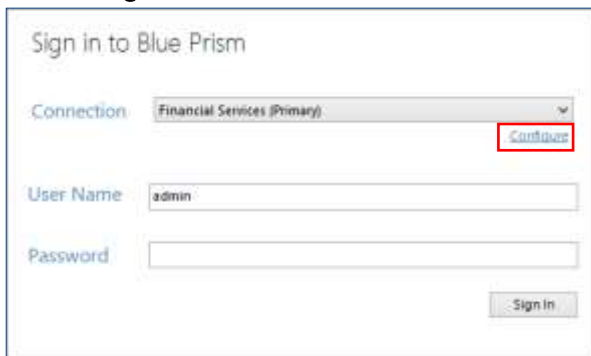 Sign in to Blue Prism
Connection Financial Services (Primary)
Configure
User Name admin
Password
Sign In